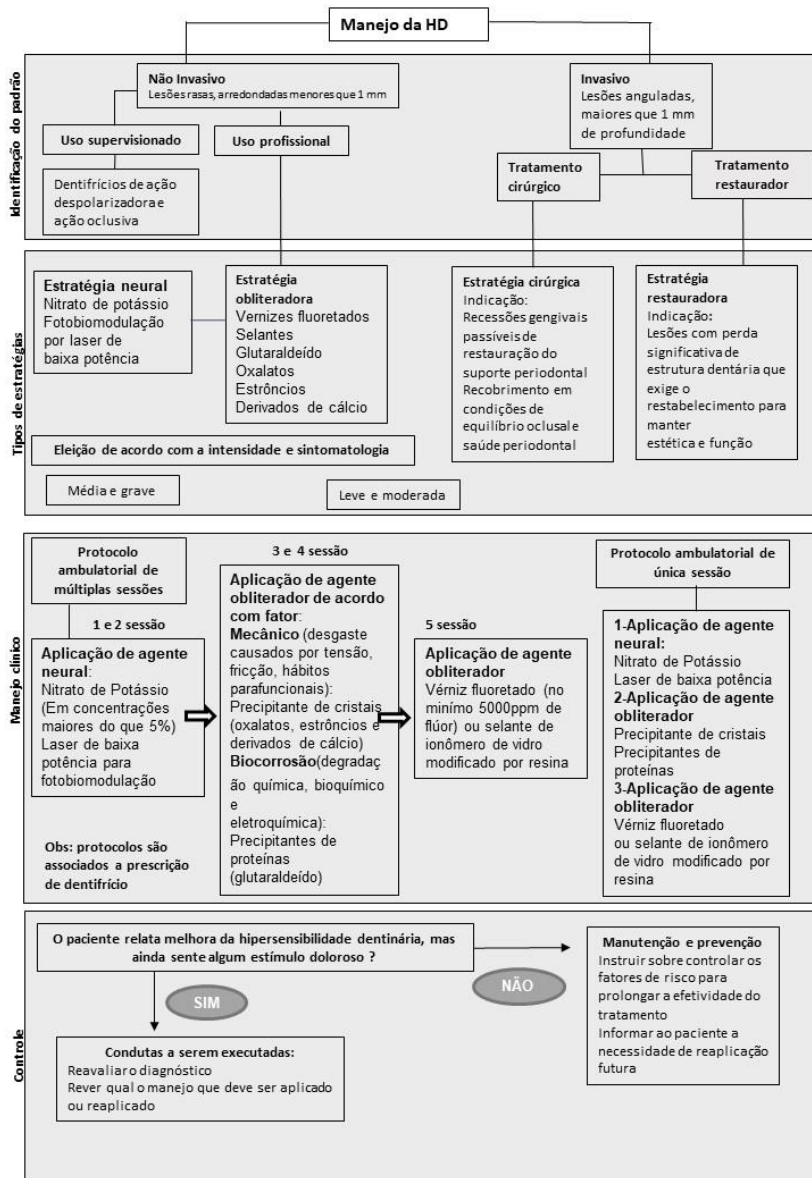 Manejo da HD
Identificação do padrão
Não Invasivo
Lesões rasas, arredondadas menores que 1 mm
Invasivo
Lesões anguladas,
maiores que 1 mm
de profundidade
Uso supervisionado
Uso profissional
Tratamento
cirúrgico
Tratamento
restaurador
Dentifrícios de ação
despolarizadora e
ação oclusiva
Tipos de estratégias
Estratégia neural
Nitrato de potássio
Fotobiomodulação
por laser de
baixa potência
Estratégia
obliteradora
Vernizes fluoretados
Selantes
Glutaraldeído
Oxalatos
Estrôncios
Derivados de cálcio
Estratégia cirúrgica
Indicação:
Recessões gengivais
passíveis de
restauração do
suporte periodontal
Recobrimento em
condições de
equilíbrio oclusal e
saúde periodontal
Estratégia
restauradora
Indicação:
Lesões com perda
significativa de
estrutura dentária que
exige o
restabelecimento para
manter
estética e função
Eleição de acordo com a intensidade e sintomatologia
Média e grave
Leve e moderada
Manejo clínico
Protocolo
ambulatorial de
múltiplas sessões
1 e 2 sessão
Aplicação de agente
neural:
Nitrato de Potássio
(Em concentrações
maiores do que 5%)
Laser de baixa
potência para
fotobiomodulação
Obs: protocolos são
associados a prescrição
de dentifrício
3 e 4 sessão
Aplicação de agente
obliterador de acordo
com fator:
Mecânico (desgaste
causados por tensão,
fricção, hábitos
parafuncionais):
Precipitante de cristais
(oxalatos, estrôncios e
derivados de cálcio)
Biocorrosão(degradaç
ão química, bioquímico
e
eletroquímica):
Precipitantes de
proteínas
(glutaraldeído)
5 sessão
Aplicação de agente
obliterador
Vérniz fluoretado (no
minímo 5000ppm de
flúor) ou selante de
ionômero de vidro
modificado por resina
Protocolo ambulatorial de
única sessão
1-Aplicação de agente
neural:
Nitrato de Potássio
Laser de baixa potência
2-Aplicação de agente
obliterador
Precipitante de cristais
Precipitantes de
proteínas
3-Aplicação de agente
obliterador
Vérniz fluoretado
ou selante de ionômero
de vidro modificado por
resina
Controle
O paciente relata melhora da hipersensibilidade dentinária, mas
ainda sente algum estímulo doloroso ?
SIM
NÃO
Condutas a serem executadas:
Reavaliar o diagnóstico
Rever qual o manejo que deve ser aplicado
ou reaplicado
Manutenção e prevenção
Instruir sobre controlar os
fatores de risco para
prolongar a efetividade do
tratamento
Informar ao paciente a
necessidade de reaplicação
futura